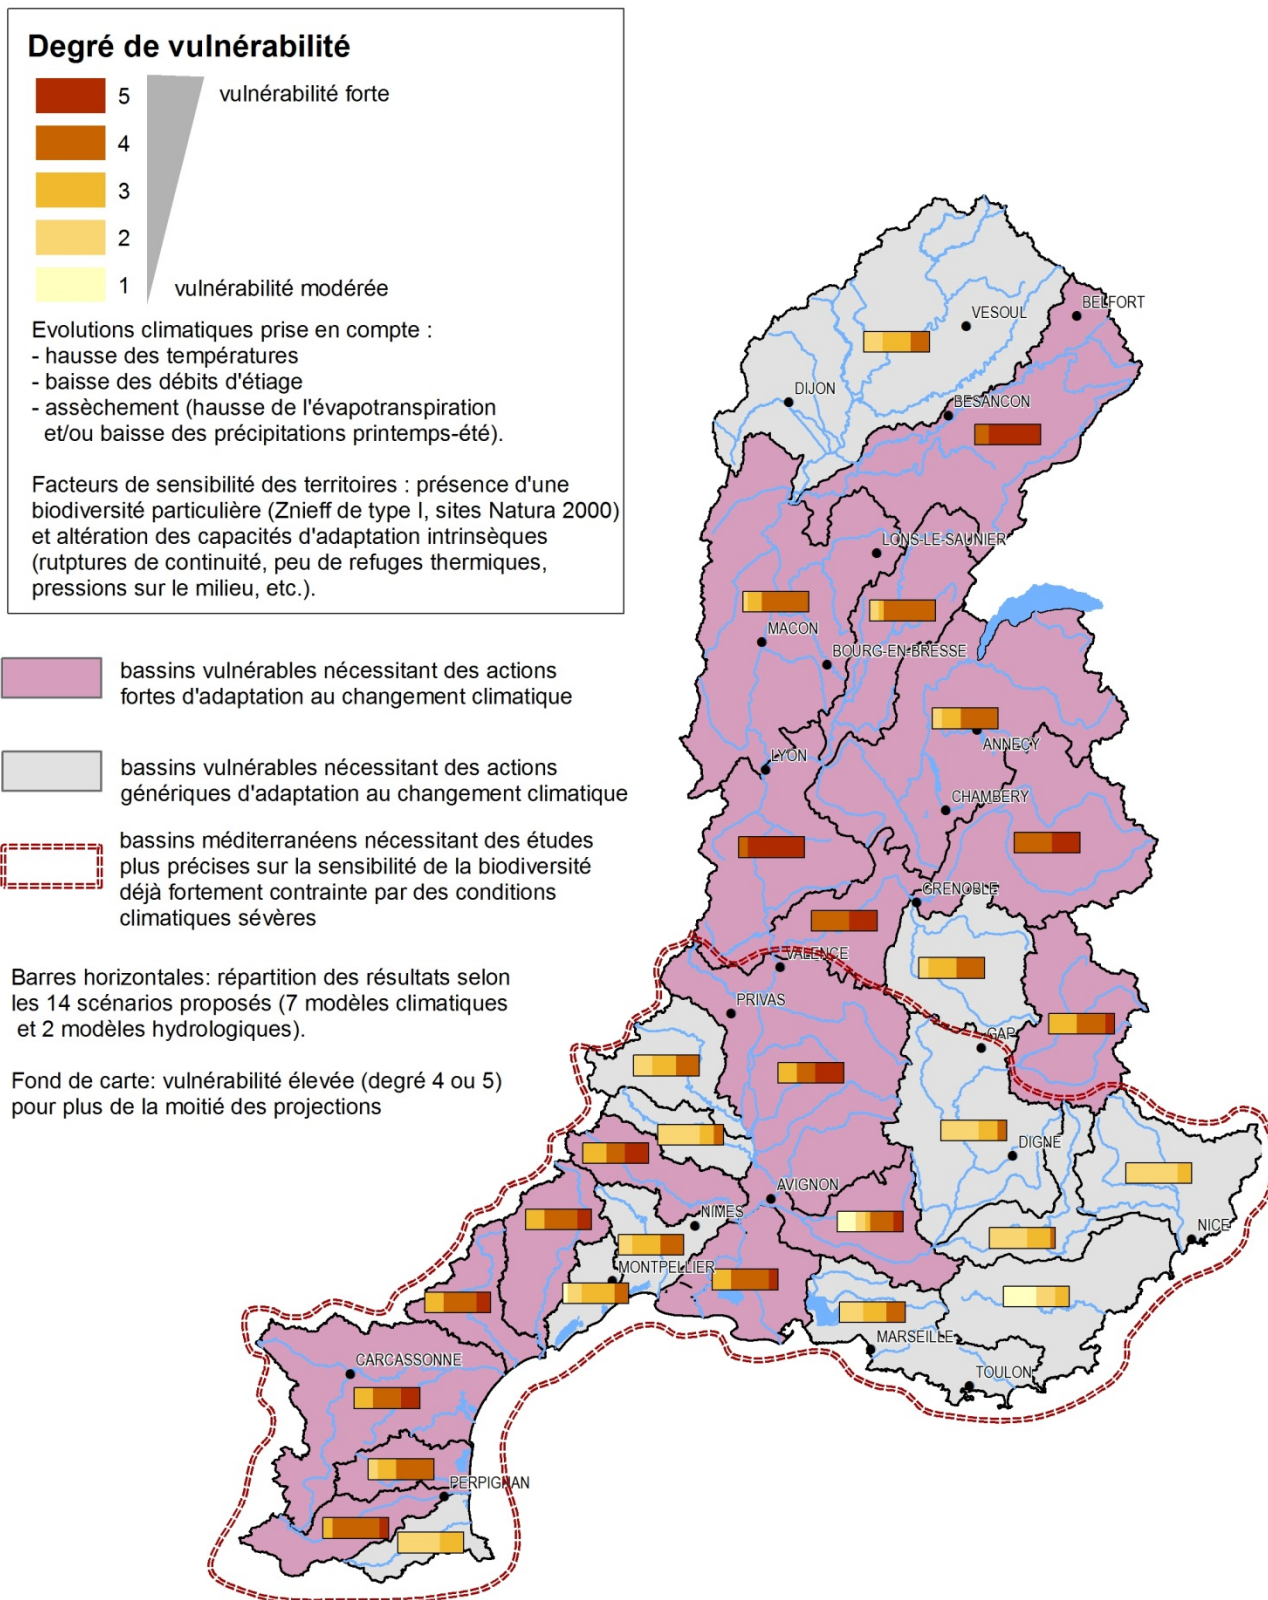 Degré de vulnérabilité
5
vulnérabilité forte
4
3
2
1
vulnérabilité modérée
Evolutions climatiques prise en compte :
- hausse des températures
- baisse des débits d'étiage
- assèchement (hausse de l'évapotranspiration
et/ou baisse des précipitations printemps-été).
Facteurs de sensibilité des territoires : présence d'une
biodiversité particulière (Znieff de type I, sites Natura 2000)
et altération des capacités d'adaptation intrinsèques
(rutptures de continuité, peu de refuges thermiques,
pressions sur le milieu, etc.).
bassins vulnérables nécessitant des actions
fortes d'adaptation au changement climatique
bassins vulnérables nécessitant des actions
génériques d'adaptation au changement climatique
bassins méditerranéens nécessitant des études
plus précises sur la sensibilité de la biodiversité
déjà fortement contrainte par des conditions
climatiques sévères
Barres horizontales: répartition des résultats selon
les 14 scénarios proposés (7 modèles climatiques
et 2 modèles hydrologiques).
Fond de carte: vulnérabilité élevée (degré 4 ou 5)
pour plus de la moitié des projections
BELFORT
VESOUL
DIJON
BESANCON
LONS-LE-SAUNIER
MACON
BOURG-EN-BRESSE
ANNECY
LYON
CHAMBERY
GRENOBLE
VALENCE
PRIVAS
GAP
DIGNE
AVIGNON
NIMES
NICE
MONTPELLIER
MARSEILLE
CARCASSONNE
TOULON
PERPIGNAN